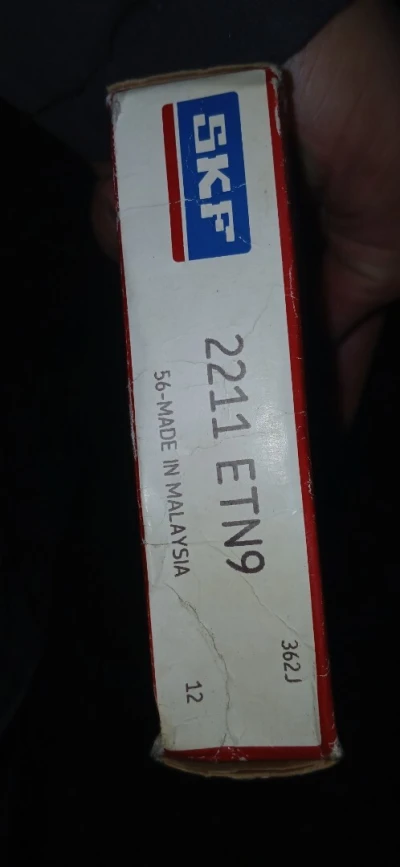 SKF
2211 ETN9
56-MADE IN MALAYSIA
362J
12